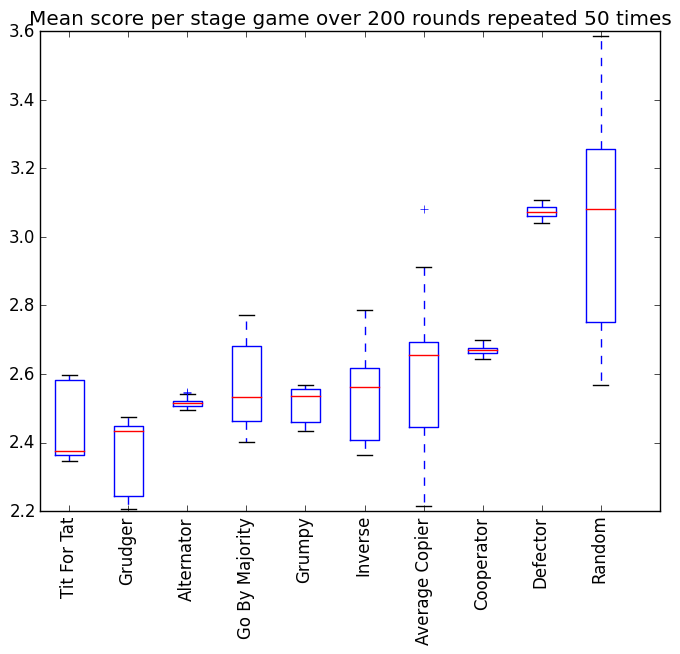 Mean score per stage game over 200 rounds repeated 50 times
3.6
3.4
3.2
3.0
2.8
2.6
2.4
2.2
Tit For Tat
Grudger
Alternator
Go By Majority
Grumpy
Inverse
Average Copier
Cooperator
Defector
Random